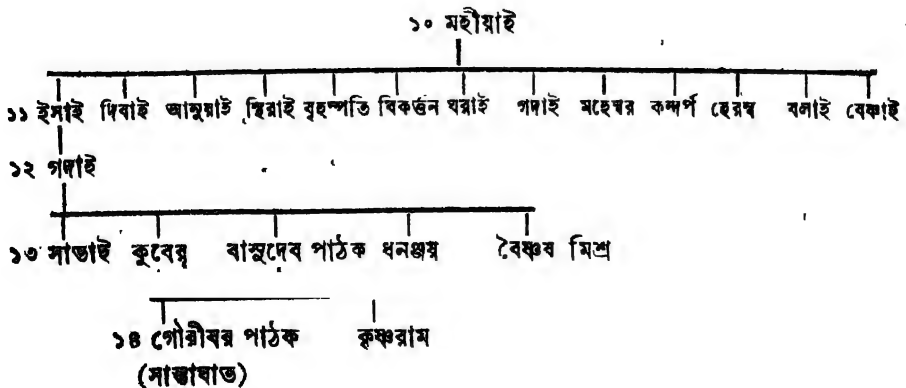 ১০ মহীয়াই
১১ ইসাই দিবাই আনুয়াই স্থিরাই বৃহস্পতি বিকর্ত্তন ঘরাই গদাই মহেশ্বর কন্দর্প হেরম্ব বলাই বেষ্ণাই
১২ গদাই
১৩ সাভাই কুবের বাসুদেব পাঠক ধনঞ্জয় বৈষ্ণব মিশ্র
১৪ গৌরীবর পাঠক কৃষ্ণরাম